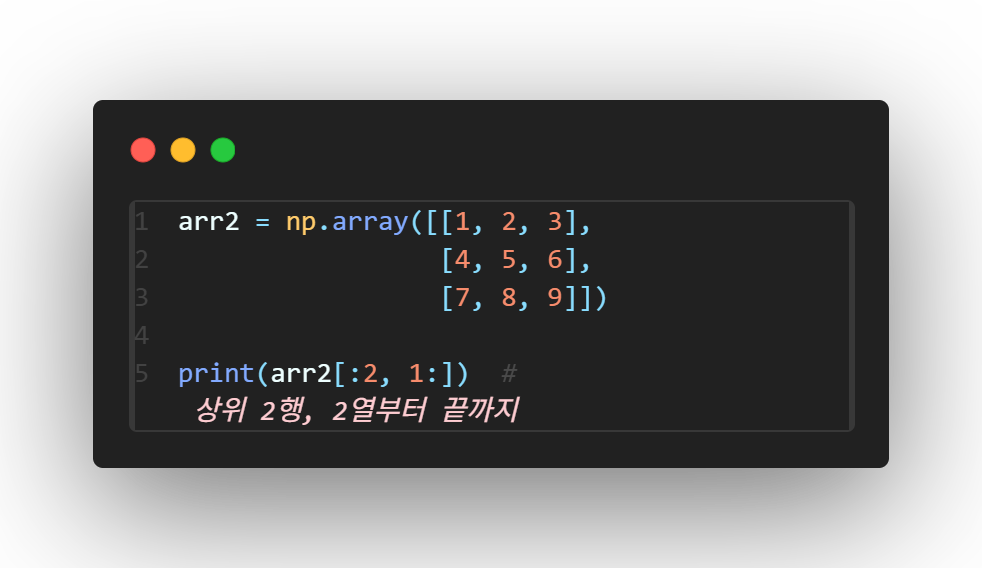 1 arr2 = np.array([[1, 2, 3],
2                  [4, 5, 6],
3                  [7, 8, 9]])
4
5 print(arr2[:2, 1:])  #
상위 2행, 2열부터 끝까지